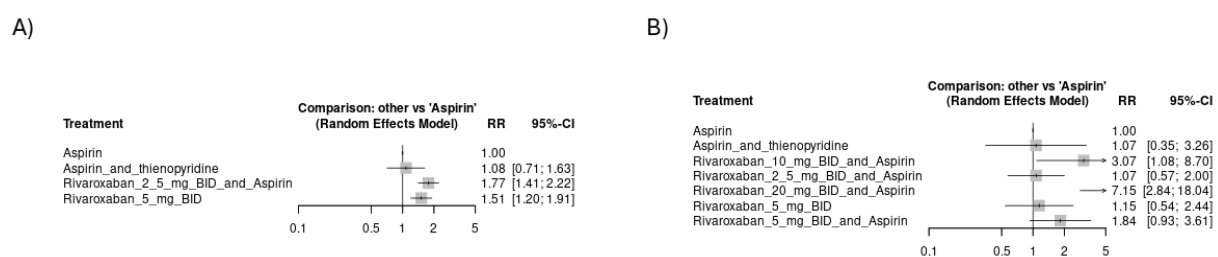 A)
Comparison: other vs 'Aspirin'
Treatment (Random Effects Model) RR 95%-CI
Aspirin 1.00
Aspirin_and_thienopyridine 1.08 [0.71; 1.63]
Rivaroxaban_2_5_mg_BID_and_Aspirin 1.77 [1.41; 2.22]
Rivaroxaban_5_mg_BID 1.51 [1.20; 1.91]
0.1 0.5 1 2 5
B)
Comparison: other vs 'Aspirin'
Treatment (Random Effects Model) RR 95%-CI
Aspirin 1.00
Aspirin_and_thienopyridine 1.07 [0.35; 3.26]
Rivaroxaban_10_mg_BID_and_Aspirin 3.07 [1.08; 8.70]
Rivaroxaban_2_5_mg_BID_and_Aspirin 1.07 [0.57; 2.00]
Rivaroxaban_20_mg_BID_and_Aspirin 7.15 [2.84; 18.04]
Rivaroxaban_5_mg_BID 1.15 [0.54; 2.44]
Rivaroxaban_5_mg_BID_and_Aspirin 1.84 [0.93; 3.61]
0.1 0.5 1 2 5